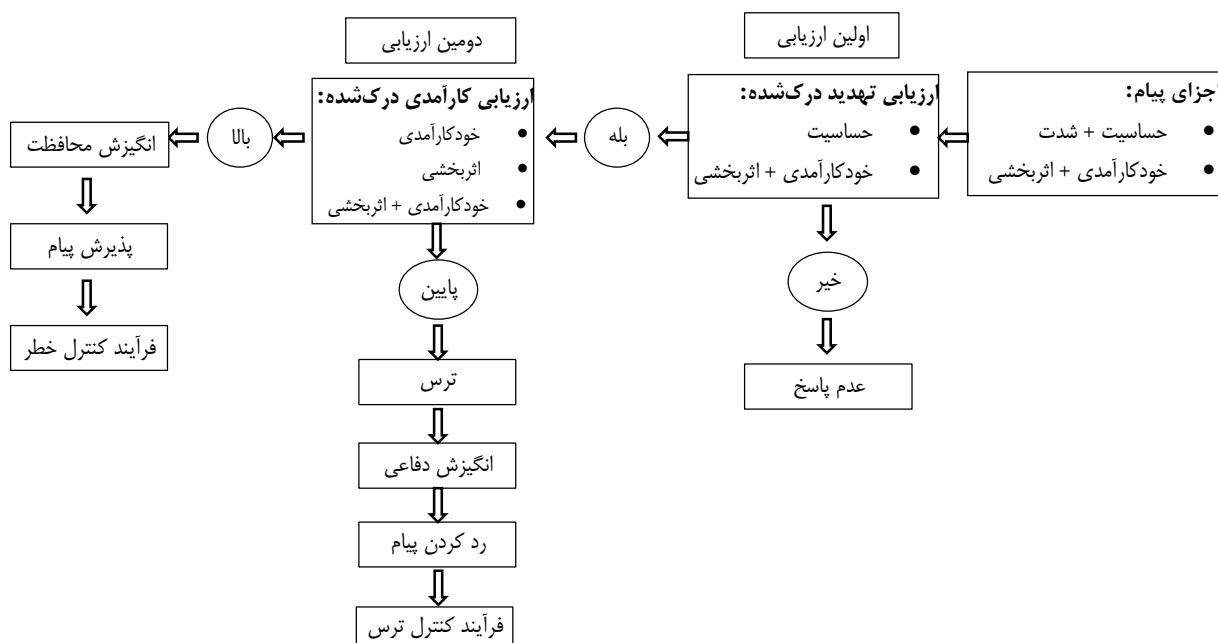 اولین ارزیابی
دومین ارزیابی
اجزای پیام:
حساسیت + شدت
خودکارآمدی + اثربخشی
ارزیابی تهدید درک‌شده:
حساسیت
خودکارآمدی + اثربخشی
بله
ارزیابی کارآمدی درک‌شده:
خودکارآمدی
اثربخشی
خودکارآمدی + اثربخشی
بالا
انگیزش محافظت
پذیرش پیام
فرآیند کنترل خطر
خیر
عدم پاسخ
پایین
ترس
انگیزش دفاعی
رد کردن پیام
فرآیند کنترل ترس